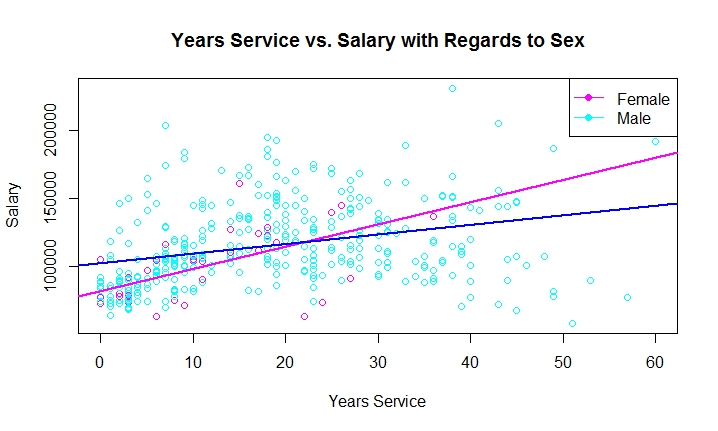 Years Service vs. Salary with Regards to Sex
Female
Male
200000
150000
100000
Salary
0 10 20 30 40 50 60
Years Service